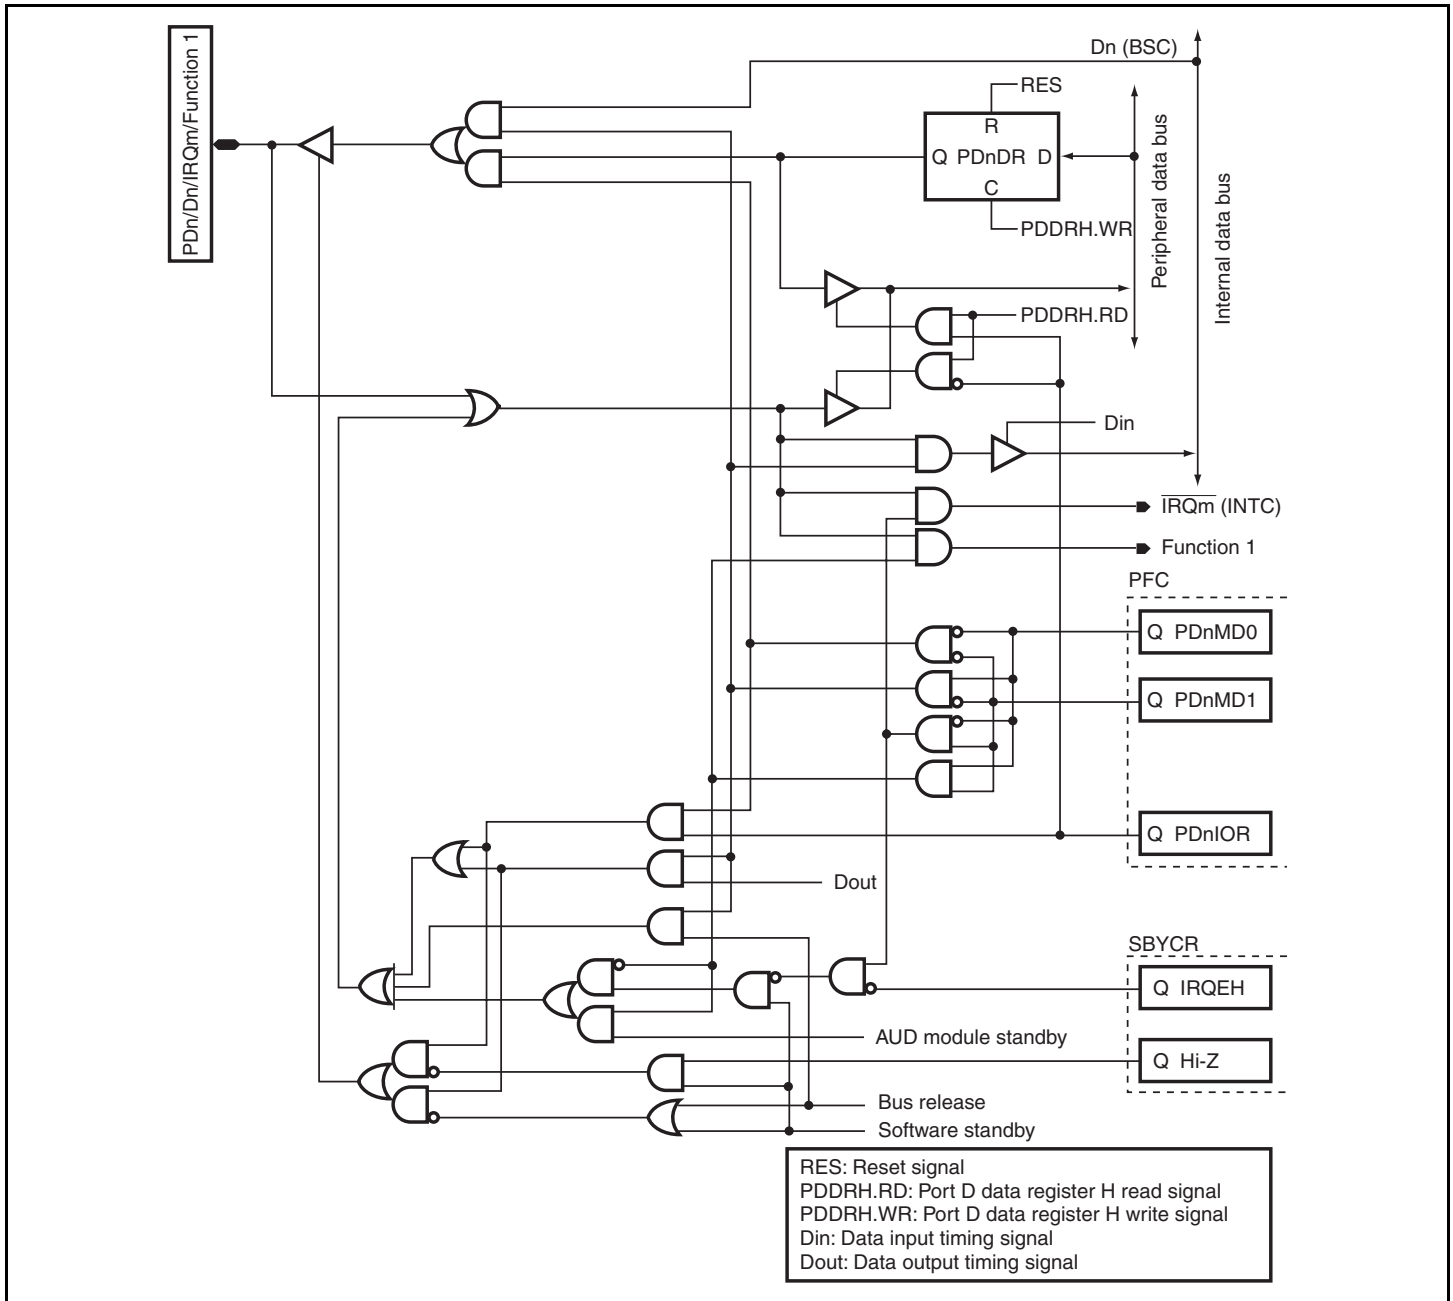 PDn/Dn/IRQm/Function 1
Dn (BSC)
RES
R
Q PDnDR D
C
PDDRH.WR
Peripheral data bus
Internal data bus
PDDRH.RD
Din
IRQm (INTC)
Function 1
PFC
Q PDnMD0
Q PDnMD1
Q PDnIOR
Dout
SBYCR
Q IRQEH
AUD module standby
Q Hi-Z
Bus release
Software standby
RES: Reset signal
PDDRH.RD: Port D data register H read signal
PDDRH.WR: Port D data register H write signal
Din: Data input timing signal
Dout: Data output timing signal